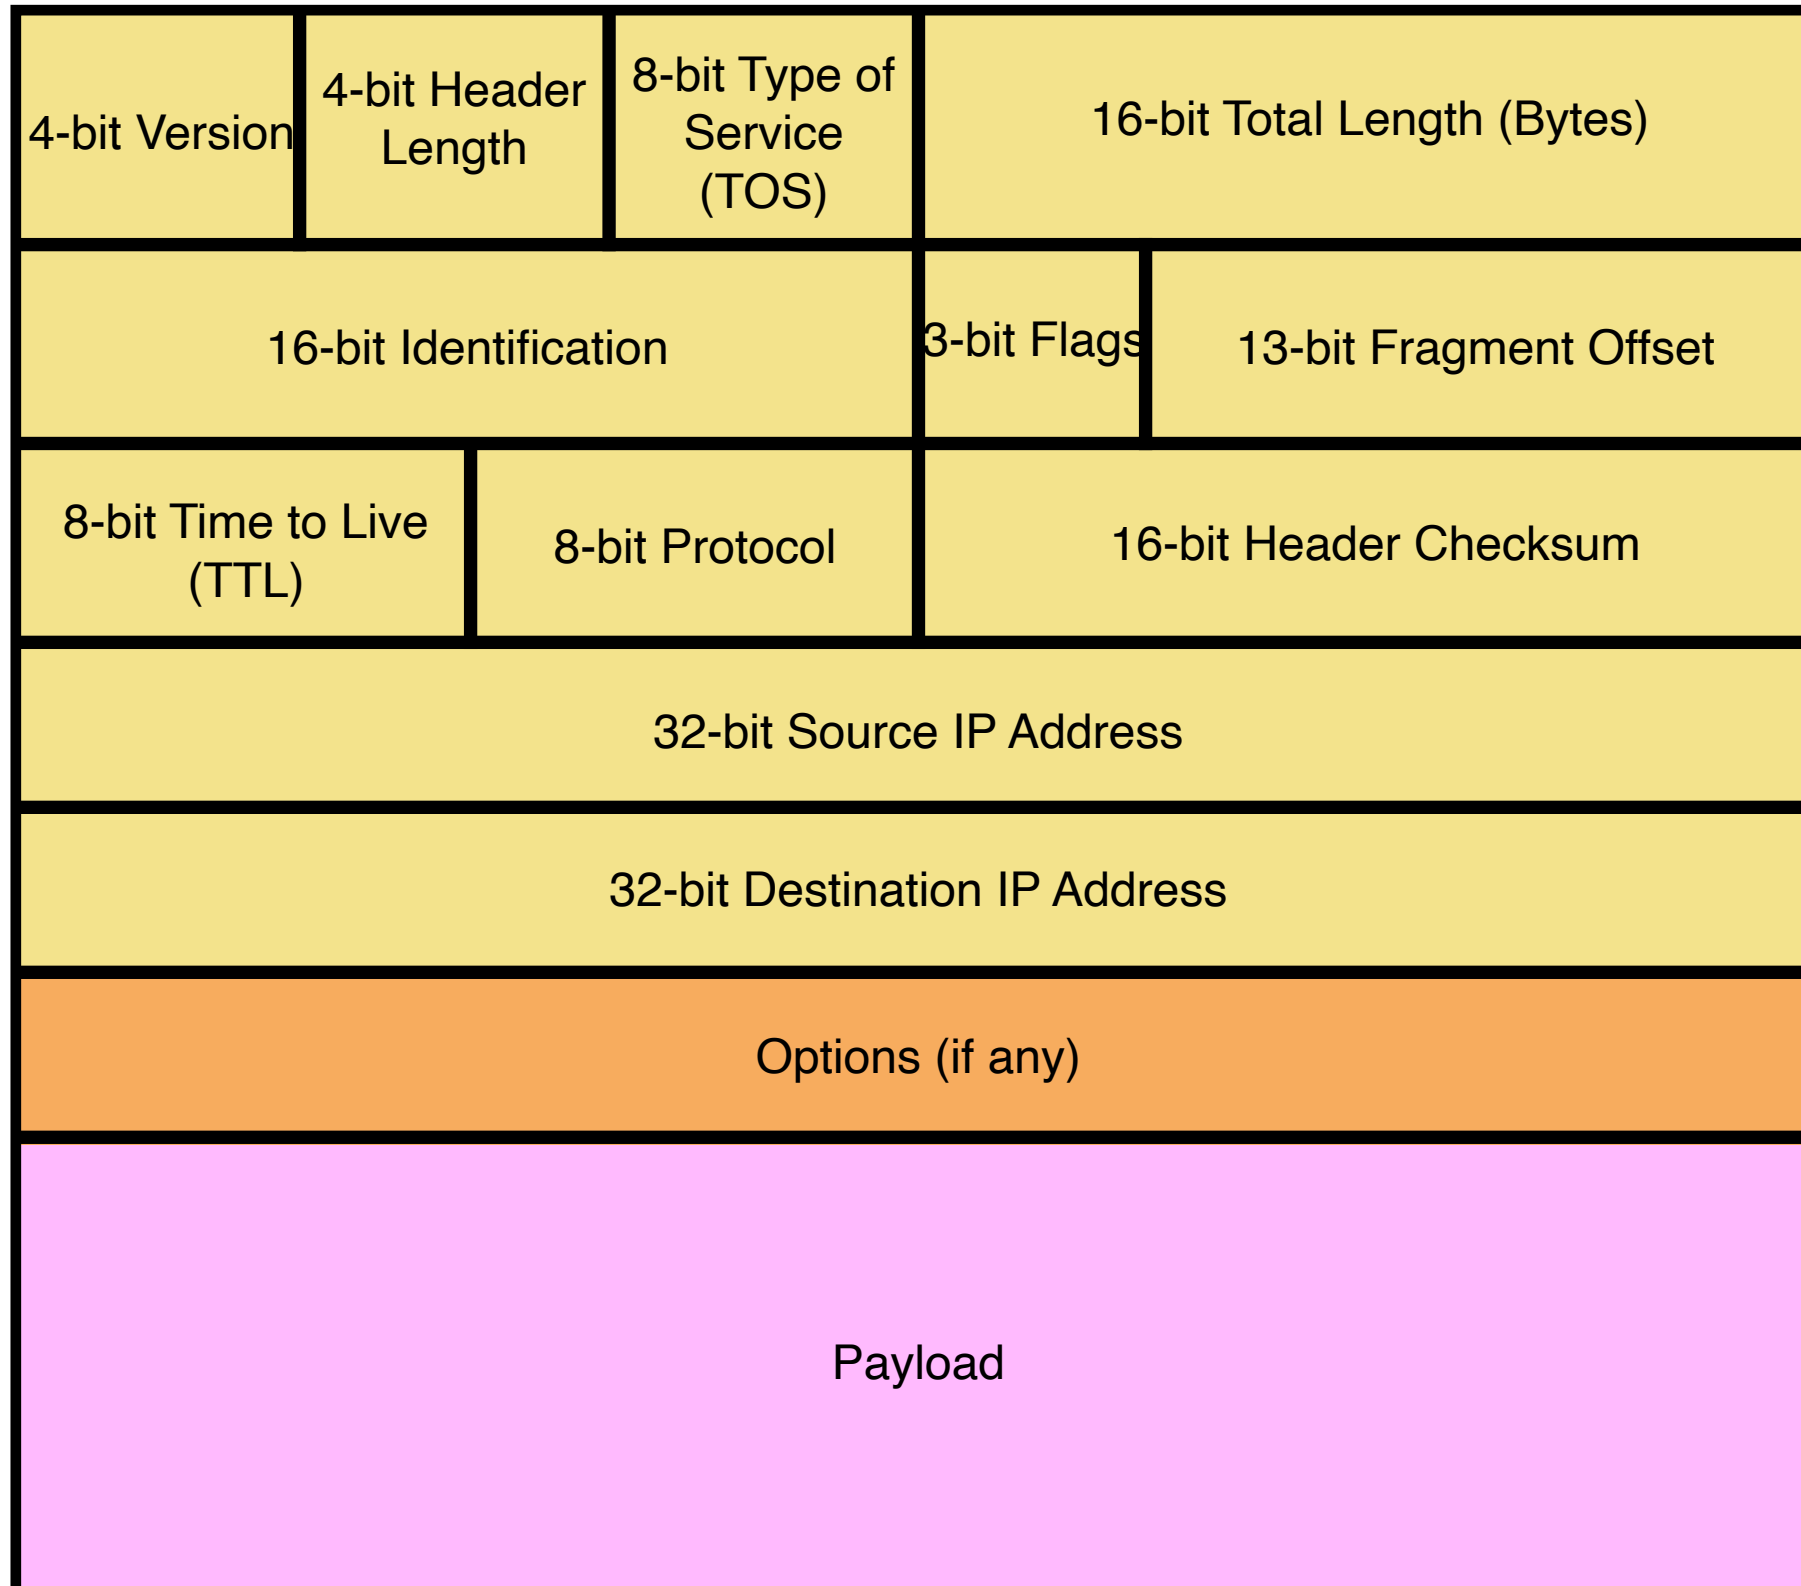 4-bit Version
4-bit Header
Length
8-bit Type of
Service
(TOS)
16-bit Total Length (Bytes)
16-bit Identification
3-bit Flags
13-bit Fragment Offset
8-bit Time to Live
(TTL)
8-bit Protocol
16-bit Header Checksum
32-bit Source IP Address
32-bit Destination IP Address
Options (if any)
Payload